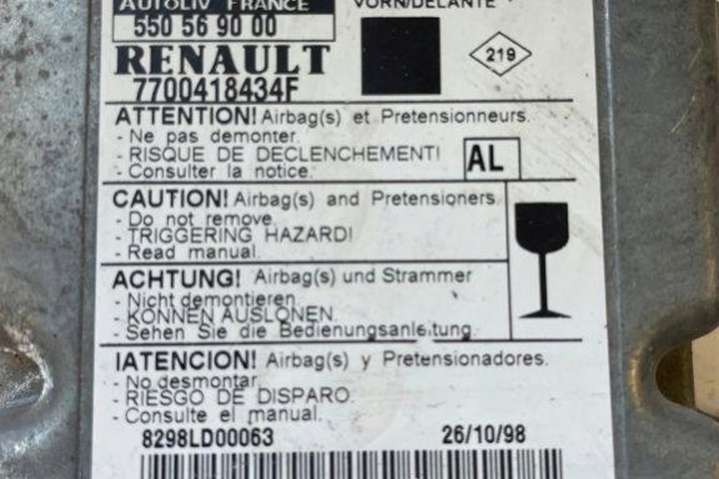 AUTOLIV FRANCE
550 56 90 00
VORN/DELANTE
RENAULT
7700418434F
219
ATTENTION! Airbag(s) et Pretensionneurs.
- Ne pas demonter.
- RISQUE DE DECLENCHEMENT!
- Consulter la notice.
AL
CAUTION! Airbag(s) and Pretensioners.
- Do not remove.
- TRIGGERING HAZARD!
- Read manual.
ACHTUNG! Airbag(s) und Strammer
- Nicht demontieren.
- KONNEN AUSLONEN.
- Sehen Sie die Bedienungsanleitung.
IATENCION! Airbag(s) y Pretensionadores.
- No desmontar.
- RIESGO DE DISPARO.
- Consulte el manual.
8298LD00063 26/10/98